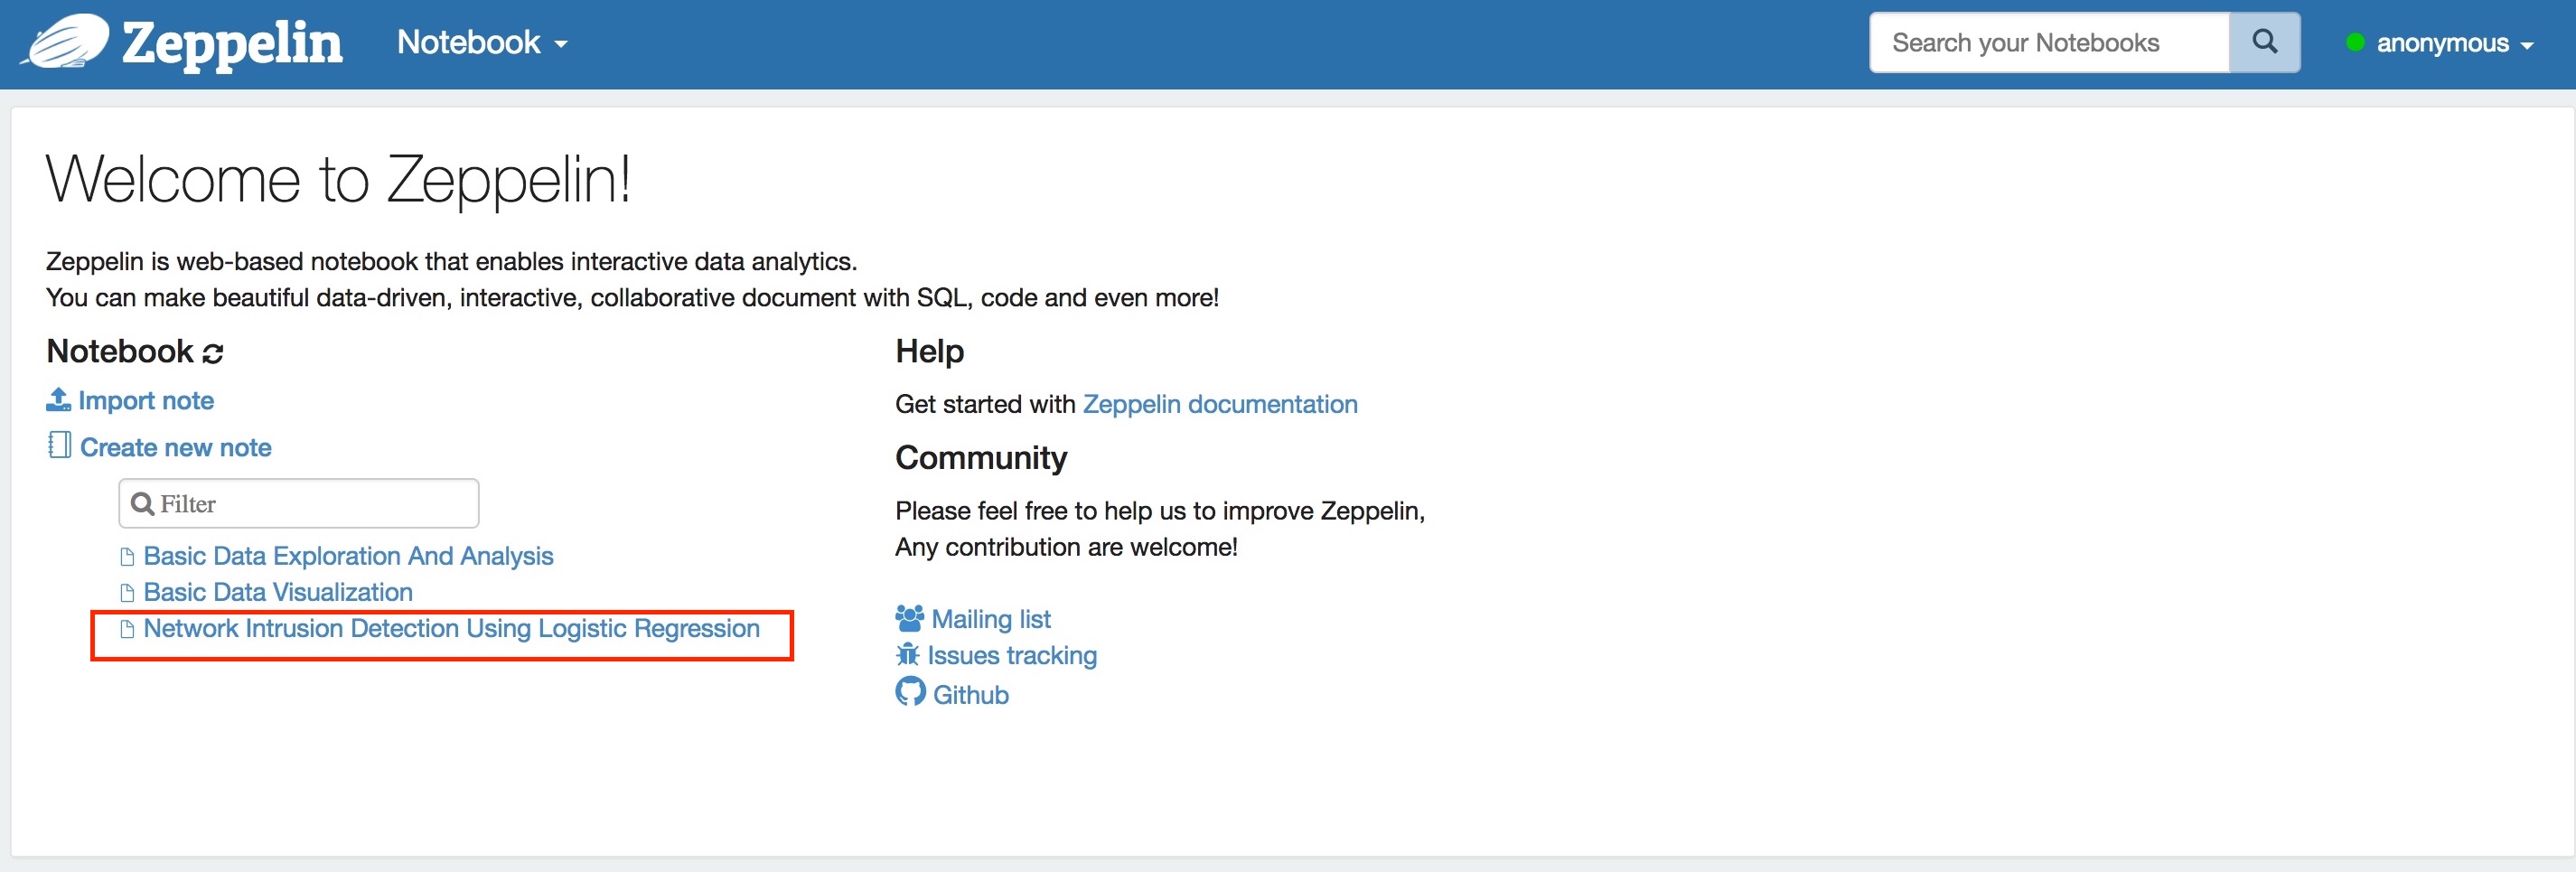 Zeppelin
Notebook
Search your Notebooks
anonymous
Welcome to Zeppelin!
Zeppelin is web-based notebook that enables interactive data analytics.
You can make beautiful data-driven, interactive, collaborative document with SQL, code and even more!
Notebook
Import note
Create new note
Filter
Basic Data Exploration And Analysis
Basic Data Visualization
Network Intrusion Detection Using Logistic Regression
Help
Get started with Zeppelin documentation
Community
Please feel free to help us to improve Zeppelin,
Any contribution are welcome!
Mailing list
Issues tracking
Github